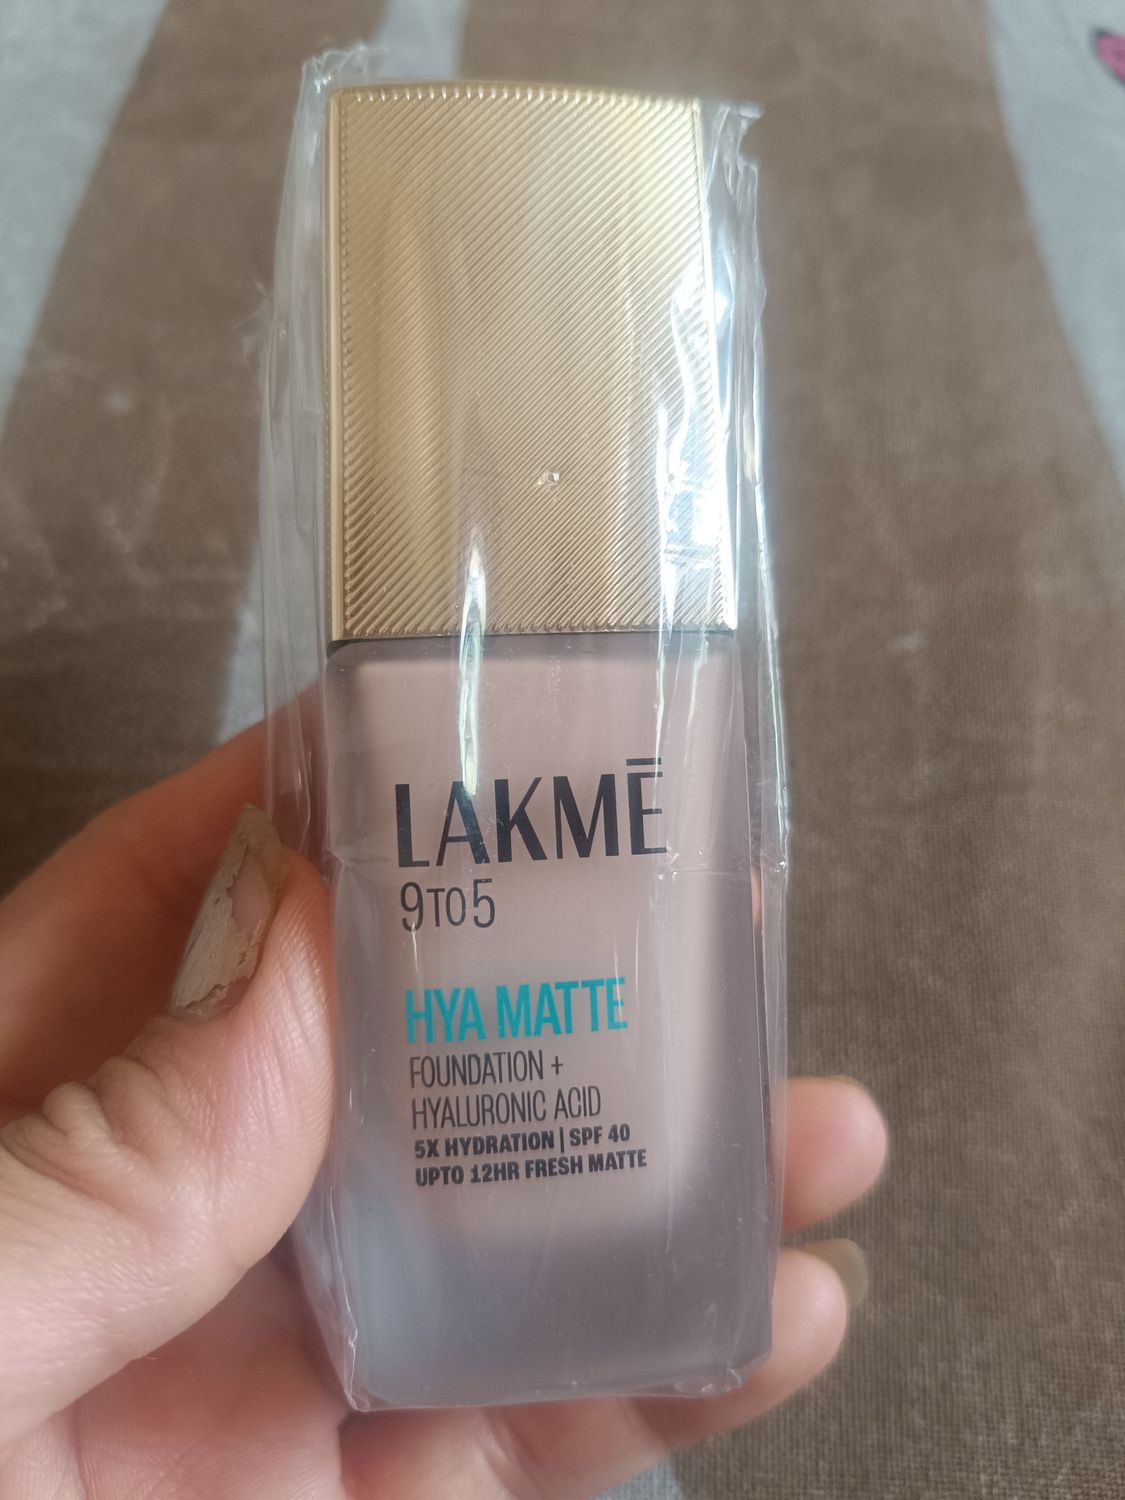 LAKMĒ
9TO5
HYA MATTE
FOUNDATION +
HYALURONIC ACID
5X HYDRATION | SPF 40
UPTO 12HR FRESH MATTE